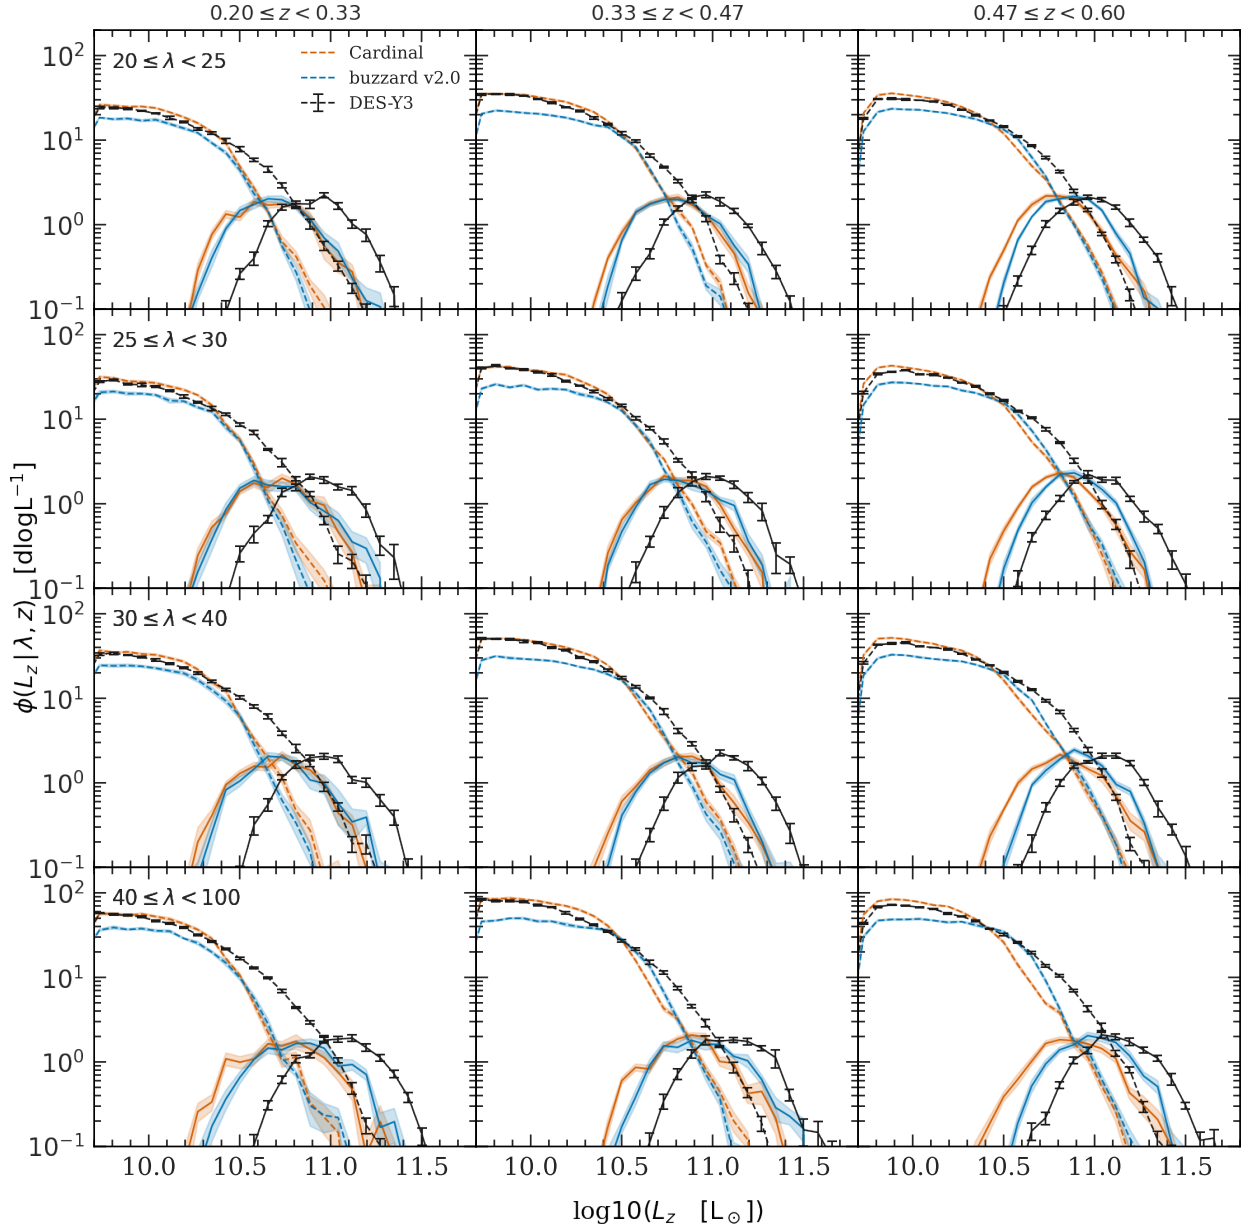 0.20 ≤ z < 0.33
0.33 ≤ z < 0.47
0.47 ≤ z < 0.60
20 ≤ λ < 25
Cardinal
buzzard v2.0
DES-Y3
10²
10¹
10⁰
10⁻¹
25 ≤ λ < 30
10²
10¹
10⁰
10⁻¹
30 ≤ λ < 40
10²
10¹
10⁰
10⁻¹
40 ≤ λ < 100
10²
10¹
10⁰
10⁻¹
ϕ(L_z | λ, z) [dlogL⁻¹]
10.0 10.5 11.0 11.5
10.0 10.5 11.0 11.5
10.0 10.5 11.0 11.5
log10(L_z [L_⊙])